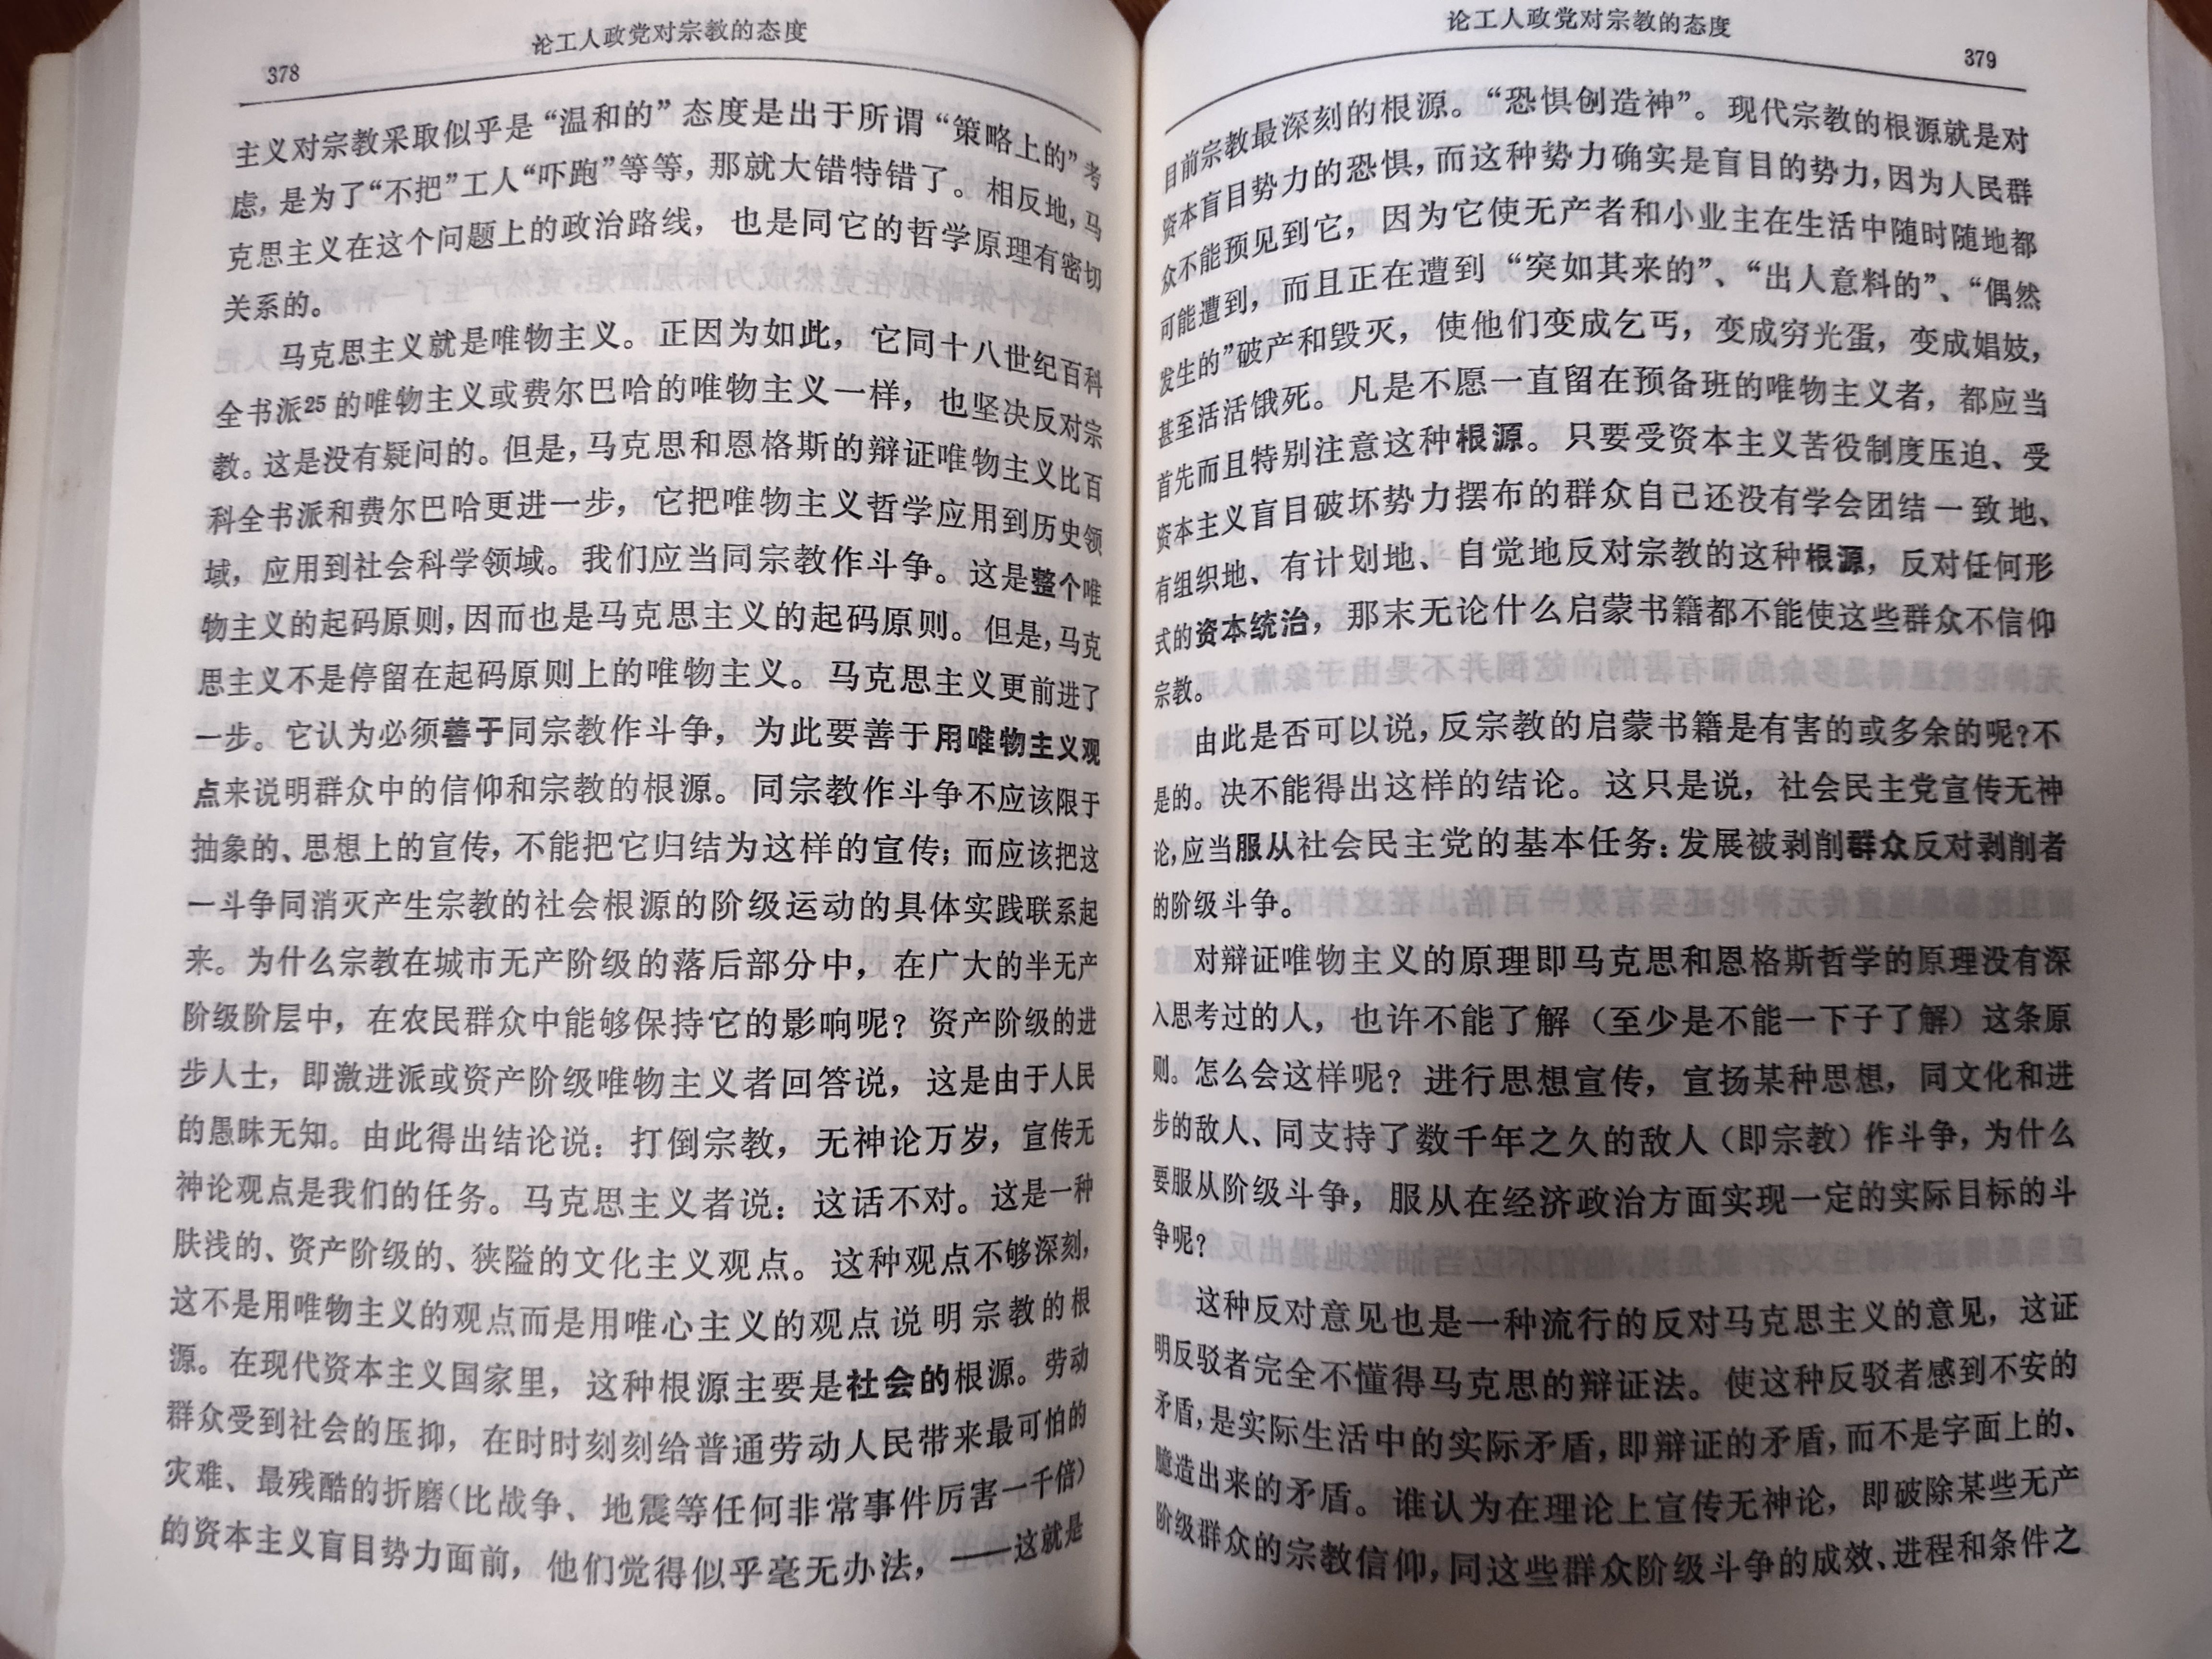 论工人政党对宗教的态度
378
主义对宗教采取似乎是“温和的”态度是出于所谓“策略上的”考
虑，是为了“不把”工人“吓跑”等等，那就大错特错了。相反地，马
克思主义在这个问题上的政治路线，也是同它的哲学原理有密切
关系的。
马克思主义就是唯物主义。正因为如此，它同十八世纪百科
全书派25的唯物主义或费尔巴哈的唯物主义一样，也坚决反对宗
教。这是没有疑问的。但是，马克思和恩格斯的辩证唯物主义比百
科全书派和费尔巴哈更进一步，它把唯物主义哲学应用到历史领
域，应用到社会科学领域。我们应当同宗教作斗争。这是整个唯
物主义的起码原则，因而也是马克思主义的起码原则。但是，马克
思主义不是停留在起码原则上的唯物主义。马克思主义更前进了
一步。它认为必须善于同宗教作斗争，为此要善于用唯物主义观
点来说明群众中的信仰和宗教的根源。同宗教作斗争不应该限于
抽象的、思想上的宣传，不能把它归结为这样的宣传；而应该把这
一斗争同消灭产生宗教的社会根源的阶级运动的具体实践联系起
来。为什么宗教在城市无产阶级的落后部分中，在广大的半无产
阶级阶层中，在农民群众中能够保持它的影响呢？资产阶级的进
步人士，即激进派或资产阶级唯物主义者回答说，这是由于人民
的愚昧无知。由此得出结论说：打倒宗教，无神论万岁，宣传无
神论观点是我们的任务。马克思主义者说：这话不对。这是一种
肤浅的、资产阶级的、狭隘的文化主义观点。这种观点不够深刻，
这不是用唯物主义的观点而是用唯心主义的观点说明宗教的根
源。在现代资本主义国家里，这种根源主要是社会的根源。劳动
群众受到社会的压抑，在时时刻刻给普通劳动人民带来最可怕的
灾难、最残酷的折磨（比战争、地震等任何非常事件厉害一千倍）
的资本主义盲目势力面前，他们觉得似乎毫无办法，——这就是
论工人政党对宗教的态度
379
目前宗教最深刻的根源。“恐惧创造神”。现代宗教的根源就是对
资本盲目势力的恐惧，而这种势力确实是盲目的势力，因为人民群
众不能预见到它，因为它使无产者和小业主在生活中随时随地都
可能遭到，而且正在遭到“突如其来的”、“出人意料的”、“偶然
发生的”破产和毁灭，使他们变成乞丐，变成穷光蛋，变成娼妓，
甚至活活饿死。凡是不愿一直留在预备班的唯物主义者，都应当
首先而且特别注意这种根源。只要受资本主义苦役制度压迫、受
资本主义盲目破坏势力摆布的群众自己还没有学会团结一致地、
有组织地、有计划地、自觉地反对宗教的这种根源，反对任何形
式的资本统治，那末无论什么启蒙书籍都不能使这些群众不信仰
宗教。
由此是否可以说，反宗教的启蒙书籍是有害的或多余的呢？不
是的。决不能得出这样的结论。这只是说，社会民主党宣传无神
论，应当服从社会民主党的基本任务：发展被剥削群众反对剥削者
的阶级斗争。
对辩证唯物主义的原理即马克思和恩格斯哲学的原理没有深
入思考过的人，也许不能了解（至少是不能一下子了解）这条原
则。怎么会这样呢？进行思想宣传，宣扬某种思想，同文化和进
步的敌人、同支持了数千年之久的敌人（即宗教）作斗争，为什么
要服从阶级斗争，服从在经济政治方面实现一定的实际目标的斗
争呢？
这种反对意见也是一种流行的反对马克思主义的意见，这证
明反驳者完全不懂得马克思的辩证法。使这种反驳者感到不安的
矛盾，是实际生活中的实际矛盾，即辩证的矛盾，而不是字面上的、
臆造出来的矛盾。谁认为在理论上宣传无神论，即破除某些无产
阶级群众的宗教信仰，同这些群众阶级斗争的成效、进程和条件之